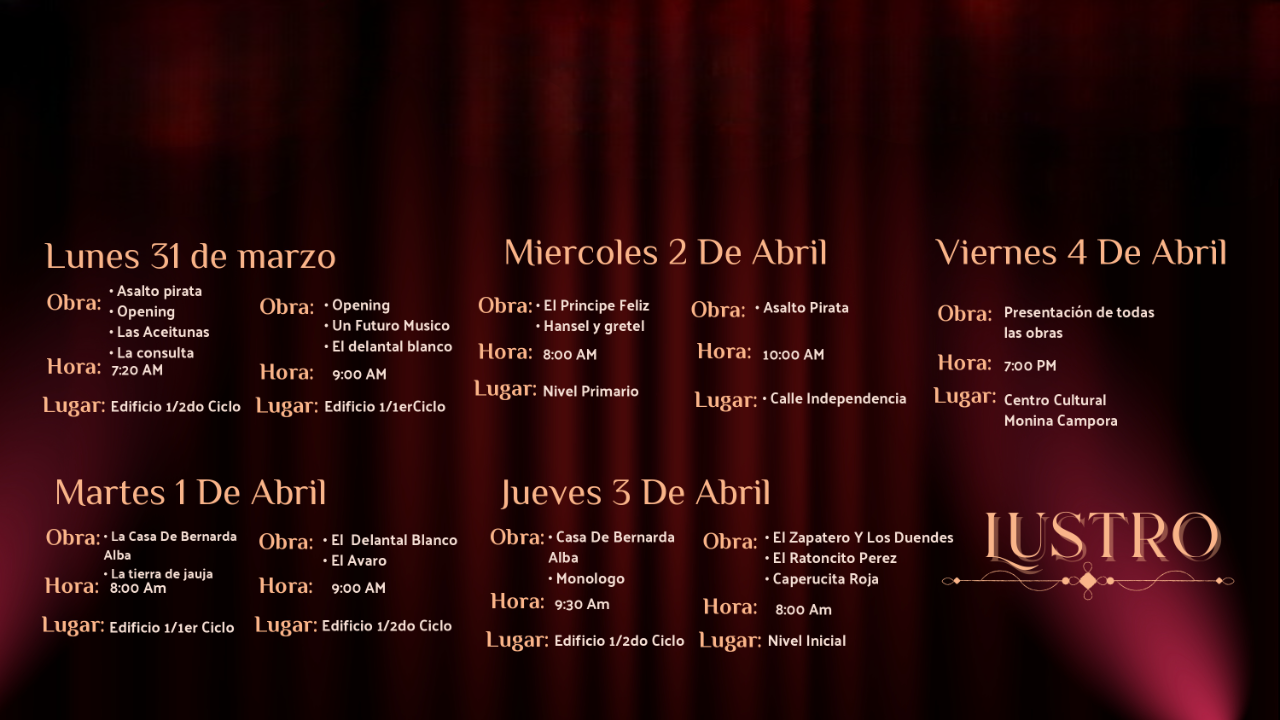 Lunes 31 de marzo
Obra:
• Asalto pirata
• Opening
• Las Aceitunas
• La consulta
Hora: 7:20 AM
Lugar: Edificio 1/2do Ciclo
Obra:
• Opening
• Un Futuro Musico
• El delantal blanco
Hora: 9:00 AM
Lugar: Edificio 1/1erCiclo
Miercoles 2 De Abril
Obra: • El Principe Feliz
• Hansel y gretel
Hora: 8:00 AM
Lugar: Nivel Primario
Obra: • Asalto Pirata
Hora: 10:00 AM
Lugar: • Calle Independencia
Viernes 4 De Abril
Obra: Presentación de todas
las obras
Hora: 7:00 PM
Lugar: Centro Cultural
Monina Campora
Martes 1 De Abril
Obra: • La Casa De Bernarda
Alba
• La tierra de jauja
Hora: 8:00 Am
Lugar: Edificio 1/1er Ciclo
Obra: • El Delantal Blanco
• El Avaro
Hora: 9:00 AM
Lugar: Edificio 1/2do Ciclo
Jueves 3 De Abril
Obra: • Casa De Bernarda
Alba
• Monologo
Hora: 9:30 Am
Lugar: Edificio 1/2do Ciclo
Obra: • El Zapatero Y Los Duendes
• El Ratoncito Perez
• Caperucita Roja
Hora: 8:00 Am
Lugar: Nivel Inicial
LUSTRO